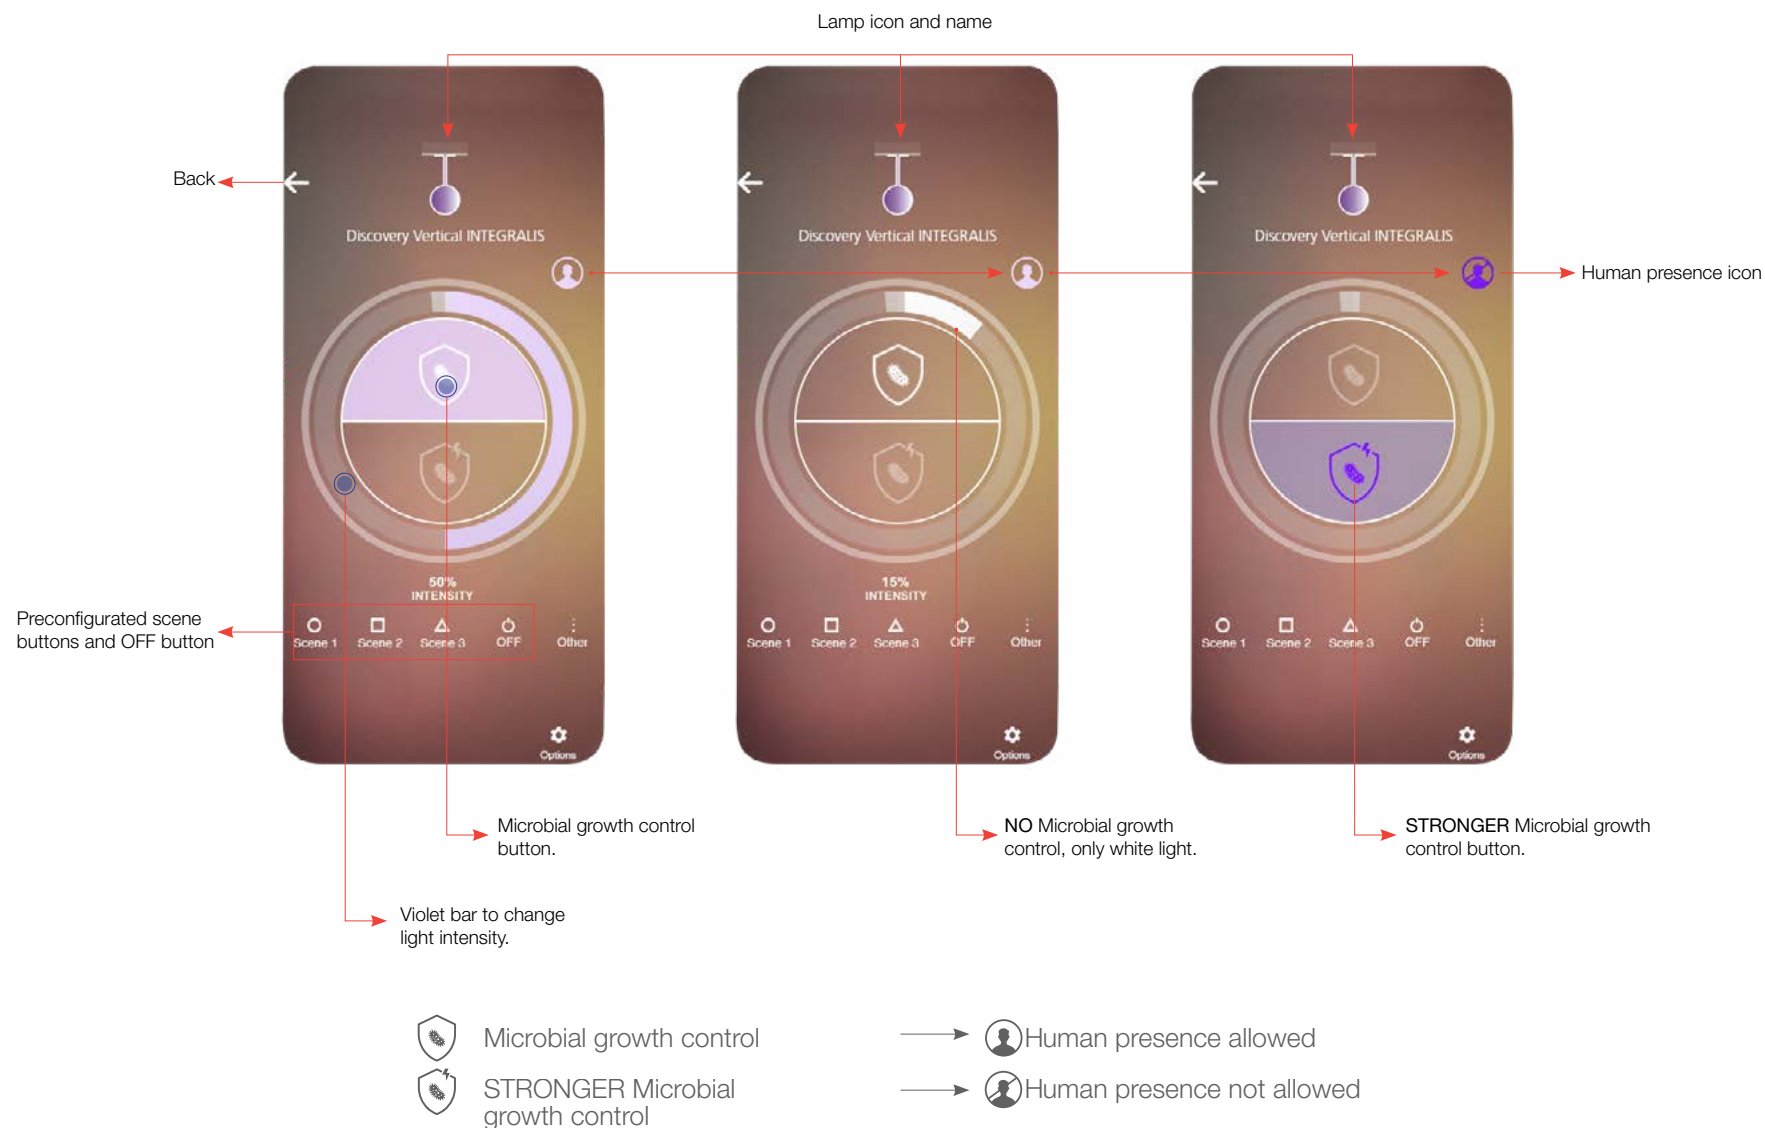 Lamp icon and name
Back
Discovery Vertical INTEGRALIS
Discovery Vertical INTEGRALIS
Discovery Vertical INTEGRALIS
Human presence icon
50%
INTENSITY
15%
INTENSITY
Preconfigurated scene
buttons and OFF button
Scene 1 Scene 2 Scene 3 OFF Other
Scene 1 Scene 2 Scene 3 OFF Other
Scene 1 Scene 2 Scene 3 OFF Other
Options
Options
Options
Microbial growth control
button.
NO Microbial growth
control, only white light.
STRONGER Microbial growth
control button.
Violet bar to change
light intensity.
Microbial growth control
Human presence allowed
STRONGER Microbial
growth control
Human presence not allowed